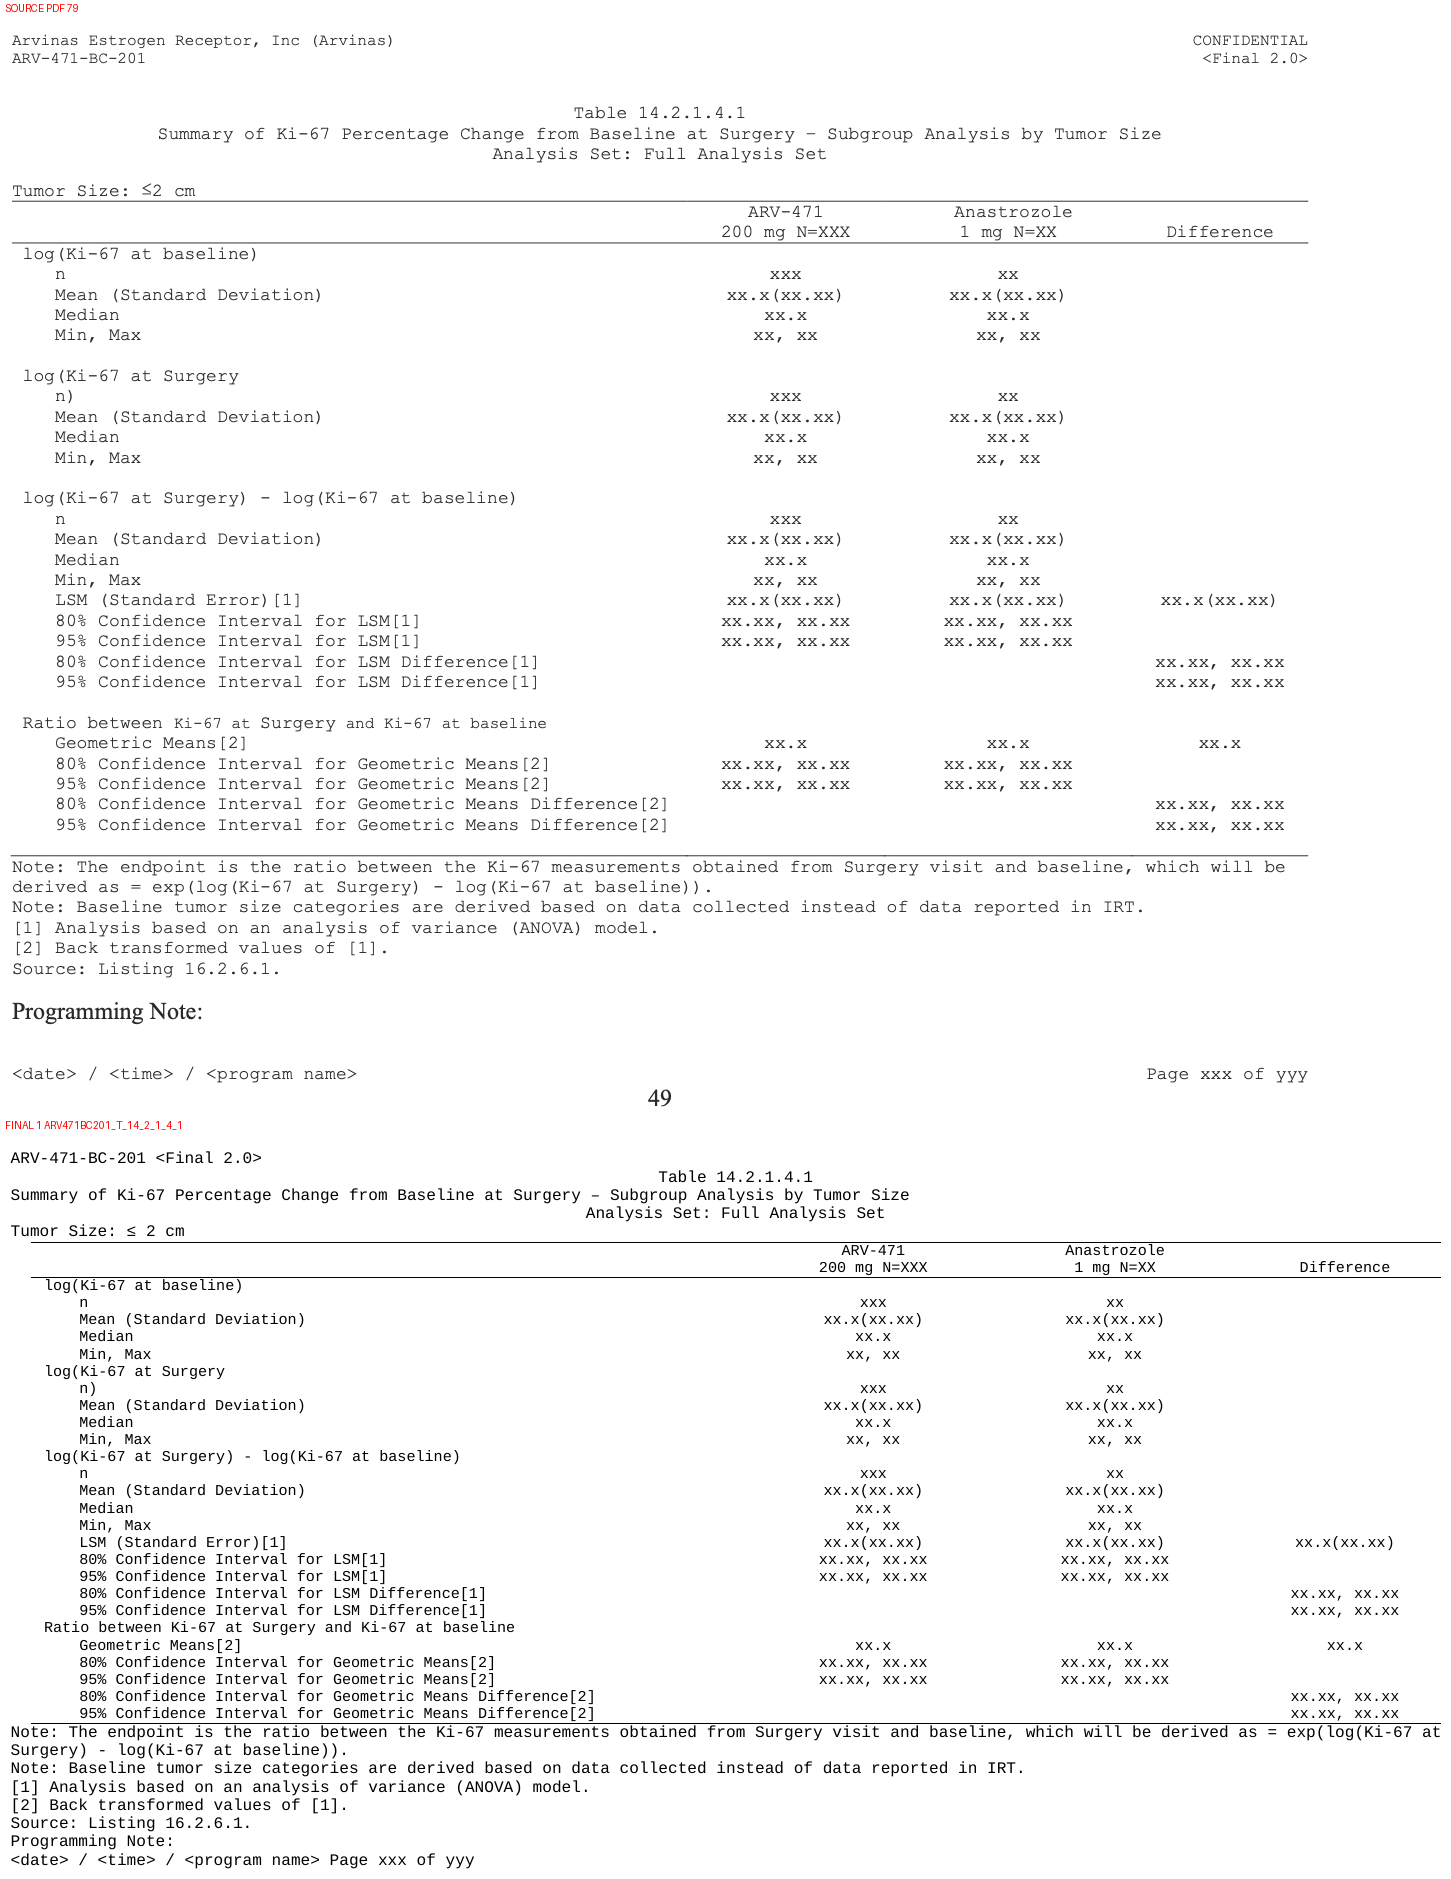 SOURCE PDF 79
Arvinas Estrogen Receptor, Inc (Arvinas) CONFIDENTIAL
ARV-471-BC-201 <Final 2.0>
Table 14.2.1.4.1
Summary of Ki-67 Percentage Change from Baseline at Surgery – Subgroup Analysis by Tumor Size
Analysis Set: Full Analysis Set
Tumor Size: ≤2 cm
ARV-471 Anastrozole
200 mg N=XXX 1 mg N=XX Difference
log(Ki-67 at baseline)
n xxx xx
Mean (Standard Deviation) xx.x(xx.xx) xx.x(xx.xx)
Median xx.x xx.x
Min, Max xx, xx xx, xx
log(Ki-67 at Surgery
n) xxx xx
Mean (Standard Deviation) xx.x(xx.xx) xx.x(xx.xx)
Median xx.x xx.x
Min, Max xx, xx xx, xx
log(Ki-67 at Surgery) - log(Ki-67 at baseline)
n xxx xx
Mean (Standard Deviation) xx.x(xx.xx) xx.x(xx.xx)
Median xx.x xx.x
Min, Max xx, xx xx, xx
LSM (Standard Error)[1] xx.x(xx.xx) xx.x(xx.xx) xx.x(xx.xx)
80% Confidence Interval for LSM[1] xx.xx, xx.xx xx.xx, xx.xx
95% Confidence Interval for LSM[1] xx.xx, xx.xx xx.xx, xx.xx
80% Confidence Interval for LSM Difference[1] xx.xx, xx.xx
95% Confidence Interval for LSM Difference[1] xx.xx, xx.xx
Ratio between Ki-67 at Surgery and Ki-67 at baseline
Geometric Means[2] xx.x xx.x xx.x
80% Confidence Interval for Geometric Means[2] xx.xx, xx.xx xx.xx, xx.xx
95% Confidence Interval for Geometric Means[2] xx.xx, xx.xx xx.xx, xx.xx
80% Confidence Interval for Geometric Means Difference[2] xx.xx, xx.xx
95% Confidence Interval for Geometric Means Difference[2] xx.xx, xx.xx
Note: The endpoint is the ratio between the Ki-67 measurements obtained from Surgery visit and baseline, which will be
derived as = exp(log(Ki-67 at Surgery) - log(Ki-67 at baseline)).
Note: Baseline tumor size categories are derived based on data collected instead of data reported in IRT.
[1] Analysis based on an analysis of variance (ANOVA) model.
[2] Back transformed values of [1].
Source: Listing 16.2.6.1.
Programming Note:
<date> / <time> / <program name> Page xxx of yyy
49
FINAL 1 ARV471BC201_T_14_2_1_4_1
ARV-471-BC-201 <Final 2.0>
Table 14.2.1.4.1
Summary of Ki-67 Percentage Change from Baseline at Surgery – Subgroup Analysis by Tumor Size
Analysis Set: Full Analysis Set
Tumor Size: ≤ 2 cm
ARV-471 Anastrozole
200 mg N=XXX 1 mg N=XX Difference
log(Ki-67 at baseline)
n xxx xx
Mean (Standard Deviation) xx.x(xx.xx) xx.x(xx.xx)
Median xx.x xx.x
Min, Max xx, xx xx, xx
log(Ki-67 at Surgery
n) xxx xx
Mean (Standard Deviation) xx.x(xx.xx) xx.x(xx.xx)
Median xx.x xx.x
Min, Max xx, xx xx, xx
log(Ki-67 at Surgery) - log(Ki-67 at baseline)
n xxx xx
Mean (Standard Deviation) xx.x(xx.xx) xx.x(xx.xx)
Median xx.x xx.x
Min, Max xx, xx xx, xx
LSM (Standard Error)[1] xx.x(xx.xx) xx.x(xx.xx) xx.x(xx.xx)
80% Confidence Interval for LSM[1] xx.xx, xx.xx xx.xx, xx.xx
95% Confidence Interval for LSM[1] xx.xx, xx.xx xx.xx, xx.xx
80% Confidence Interval for LSM Difference[1] xx.xx, xx.xx
95% Confidence Interval for LSM Difference[1] xx.xx, xx.xx
Ratio between Ki-67 at Surgery and Ki-67 at baseline
Geometric Means[2] xx.x xx.x xx.x
80% Confidence Interval for Geometric Means[2] xx.xx, xx.xx xx.xx, xx.xx
95% Confidence Interval for Geometric Means[2] xx.xx, xx.xx xx.xx, xx.xx
80% Confidence Interval for Geometric Means Difference[2] xx.xx, xx.xx
95% Confidence Interval for Geometric Means Difference[2] xx.xx, xx.xx
Note: The endpoint is the ratio between the Ki-67 measurements obtained from Surgery visit and baseline, which will be derived as = exp(log(Ki-67 at
Surgery) - log(Ki-67 at baseline)).
Note: Baseline tumor size categories are derived based on data collected instead of data reported in IRT.
[1] Analysis based on an analysis of variance (ANOVA) model.
[2] Back transformed values of [1].
Source: Listing 16.2.6.1.
Programming Note:
<date> / <time> / <program name> Page xxx of yyy